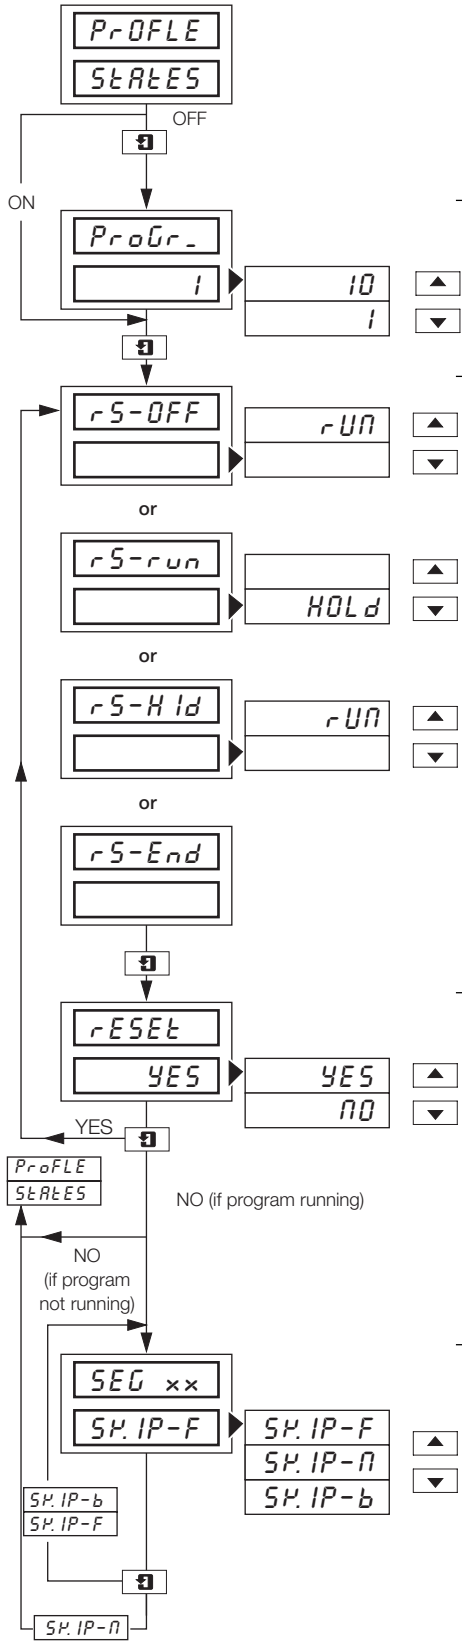 PrOFLE
StAtES
OFF
ON
ProGr_
1
10
1
rS-OFF
rUN
or
rS-run
HOLd
or
rS-HId
rUN
or
rS-End
rESEt
YES
YES
NO
YES
ProFLE
StAtES
NO (if program running)
NO
(if program
not running)
SEG xx
SK.IP-F
SK.IP-F
SK.IP-N
SK.IP-b
SK.IP-b
SK.IP-F
SK.IP-N